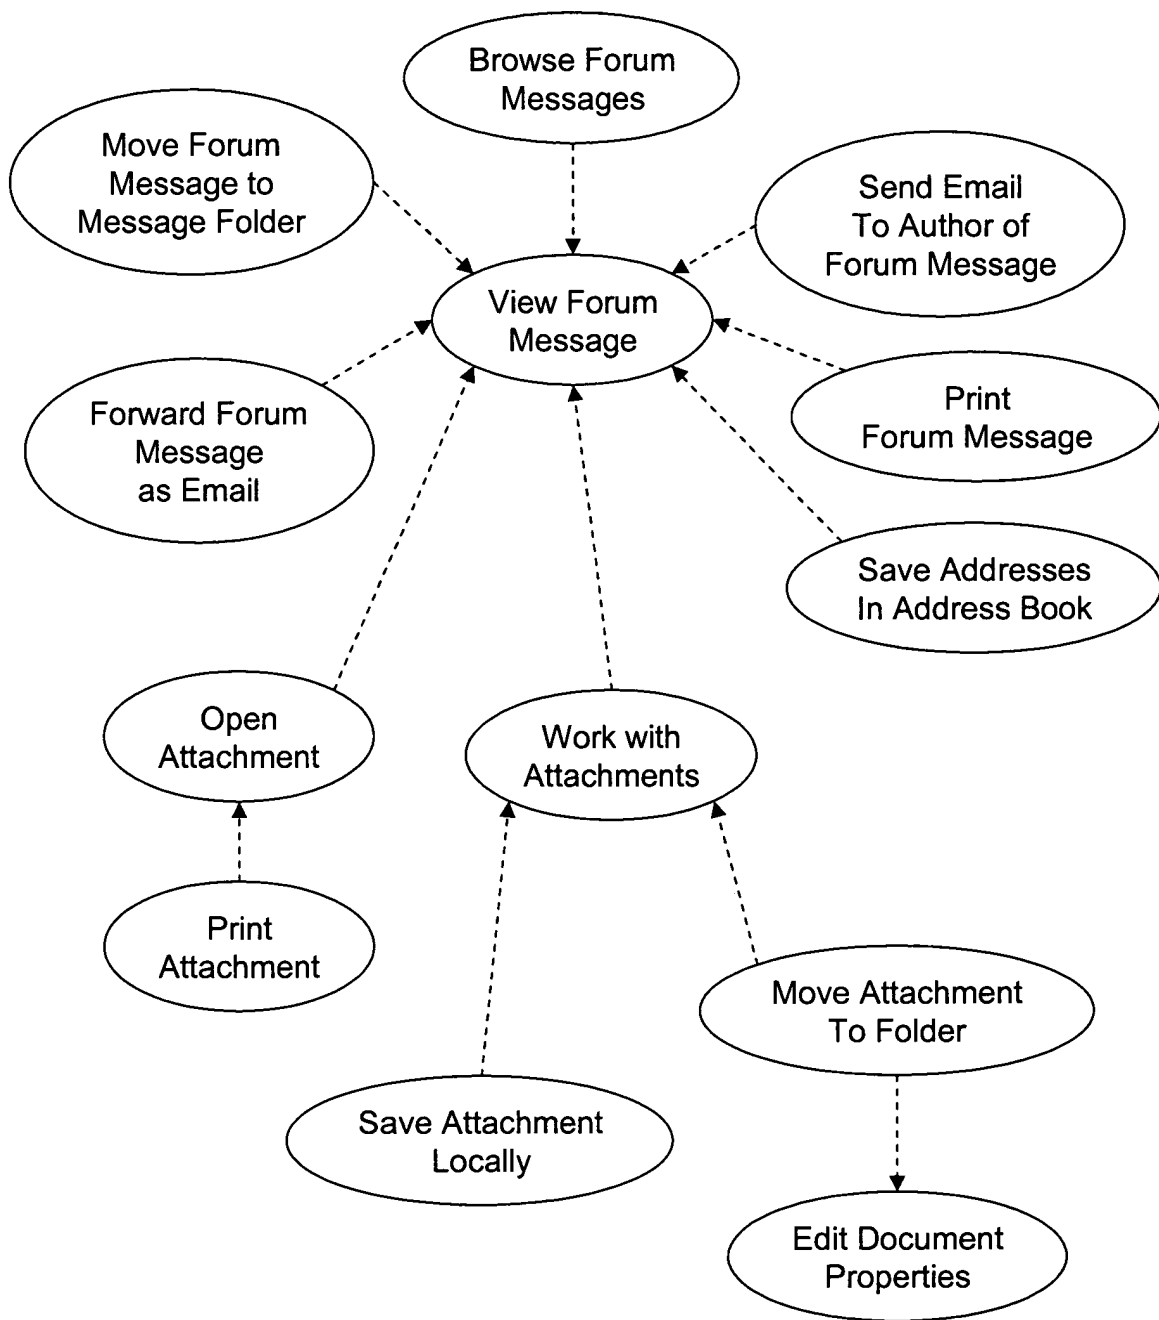 Browse Forum
Messages
Move Forum
Message to
Message Folder
Send Email
To Author of
Forum Message
View Forum
Message
Forward Forum
Message
as Email
Print
Forum Message
Save Addresses
In Address Book
Open
Attachment
Work with
Attachments
Print
Attachment
Move Attachment
To Folder
Save Attachment
Locally
Edit Document
Properties